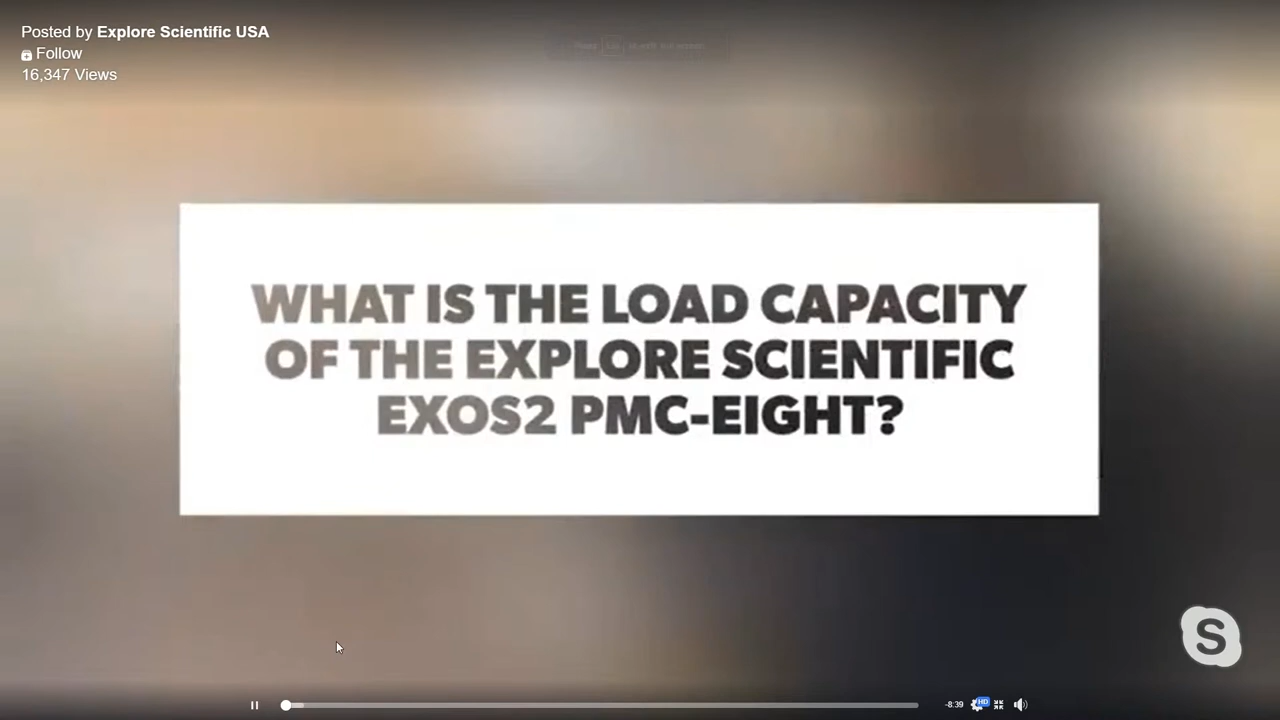 Posted by Explore Scientific USA
Follow
16,347 Views
WHAT IS THE LOAD CAPACITY
OF THE EXPLORE SCIENTIFIC
EXOS2 PMC-EIGHT?
S
-8:39
HD